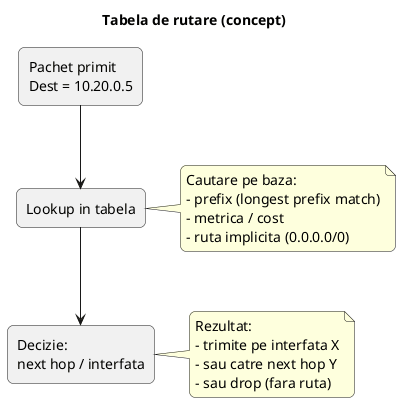 Tabela de rutare (concept)
Pachet primit
Dest = 10.20.0.5
Lookup in tabela
Cautare pe baza:
- prefix (longest prefix match)
- metrica / cost
- ruta implicita (0.0.0.0/0)
Decizie:
next hop / interfata
Rezultat:
- trimite pe interfata X
- sau catre next hop Y
- sau drop (fara ruta)